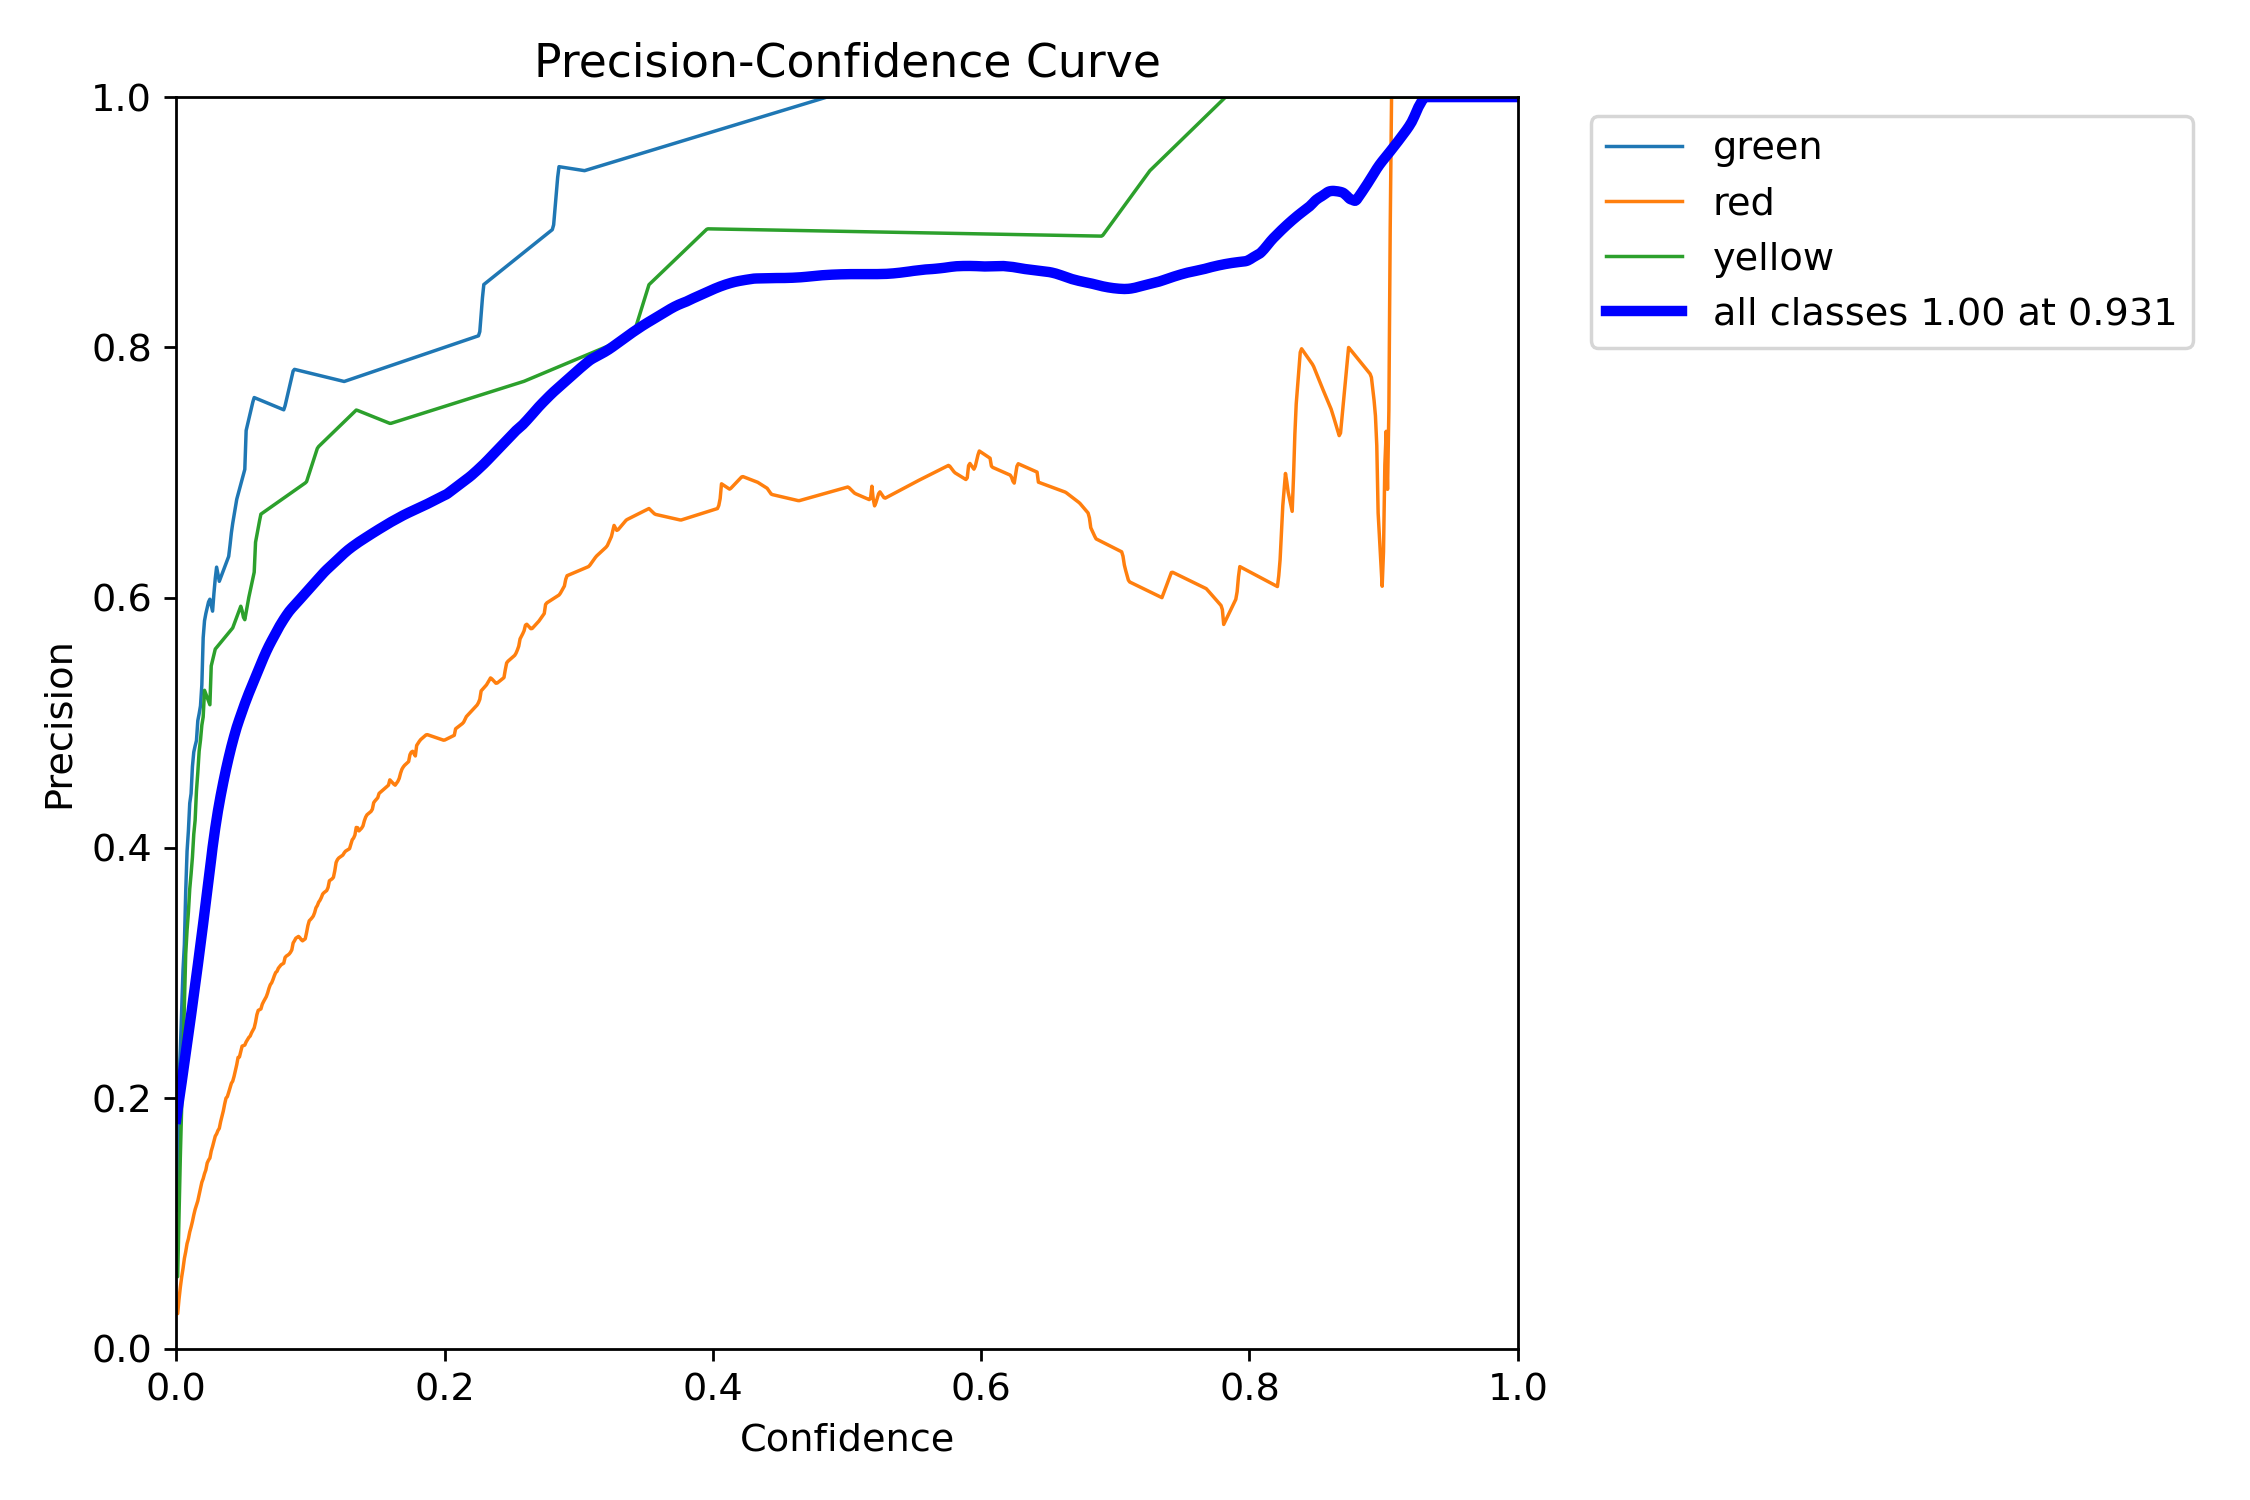 Precision-Confidence Curve
1.0
0.8
0.6
0.4
0.2
0.0
Precision
0.0 0.2 0.4 0.6 0.8 1.0
Confidence
green
red
yellow
all classes 1.00 at 0.931